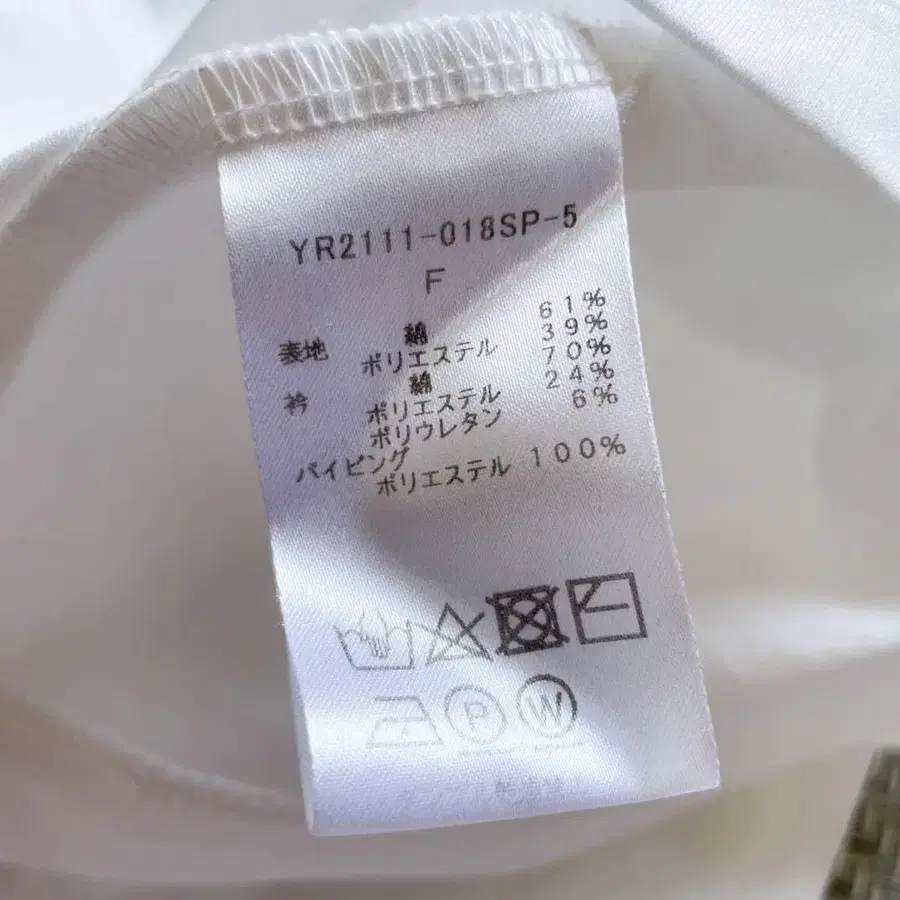 YR2111-018SP-5
F
表地 綿 61%
ポリエステル 39%
衿 綿 70%
ポリエステル 24%
ポリウレタン 6%
パイピング
ポリエステル 100%
P W